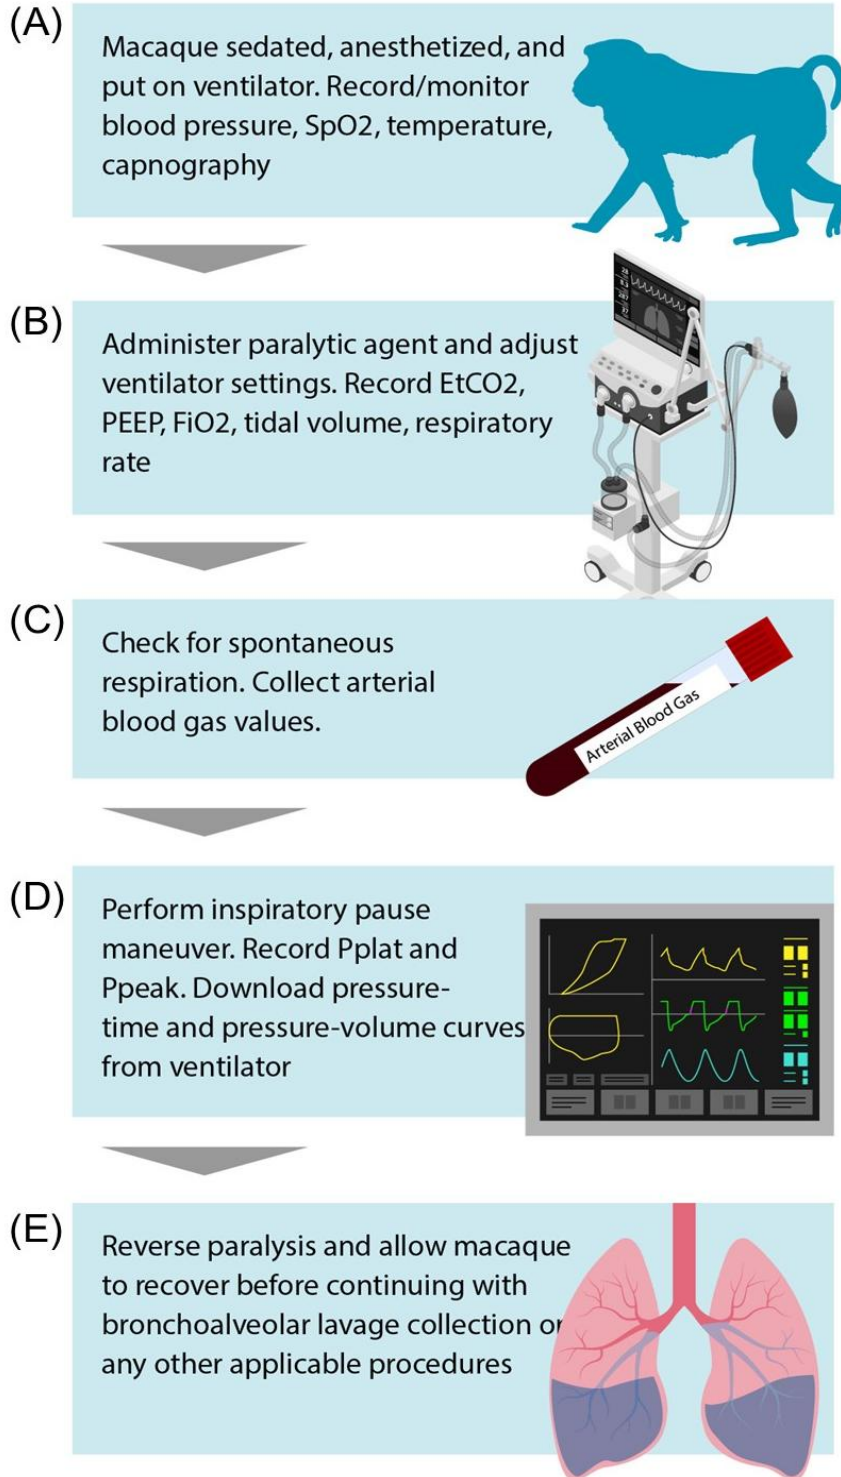 (A)
Macaque sedated, anesthetized, and
put on ventilator. Record/monitor
blood pressure, SpO2, temperature,
capnography
(B)
Administer paralytic agent and adjust
ventilator settings. Record EtCO2,
PEEP, FiO2, tidal volume, respiratory
rate
(C)
Check for spontaneous
respiration. Collect arterial
blood gas values.
Arterial Blood Gas
(D)
Perform inspiratory pause
maneuver. Record Pplat and
Ppeak. Download pressure-
time and pressure-volume curves
from ventilator
(E)
Reverse paralysis and allow macaque
to recover before continuing with
bronchoalveolar lavage collection or
any other applicable procedures